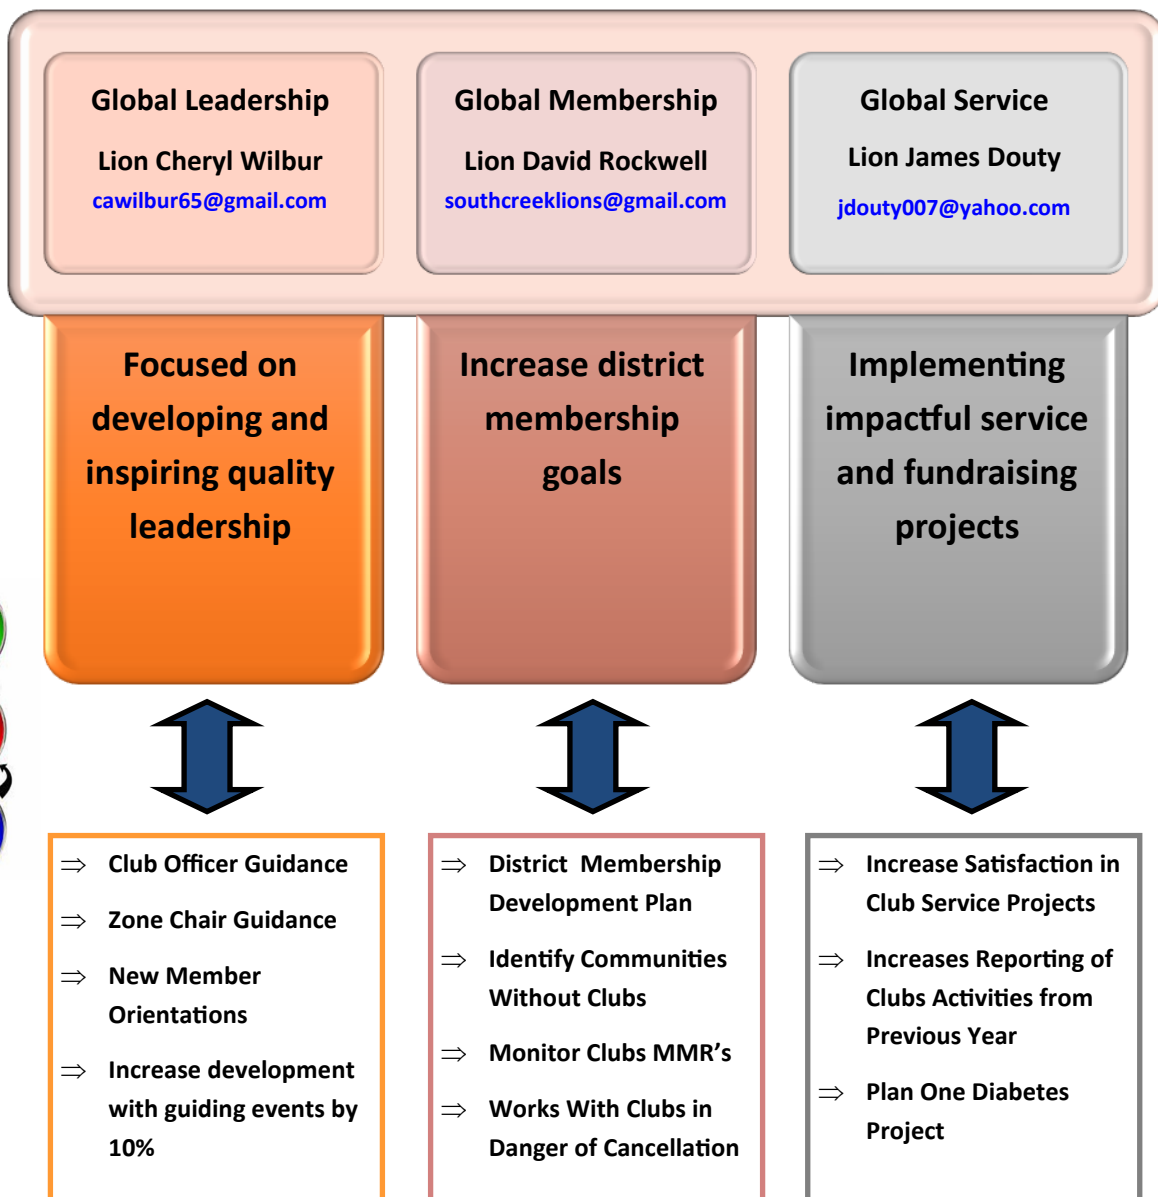 Global Leadership
Lion Cheryl Wilbur
cawilbur65@gmail.com
Global Membership
Lion David Rockwell
southcreeklions@gmail.com
Global Service
Lion James Douty
jdouty007@yahoo.com
Focused on
developing and
inspiring quality
leadership
Increase district
membership
goals
Implementing
impactful service
and fundraising
projects
⇒ Club Officer Guidance
⇒ Zone Chair Guidance
⇒ New Member
Orientations
⇒ Increase development
with guiding events by
10%
⇒ District Membership
Development Plan
⇒ Identify Communities
Without Clubs
⇒ Monitor Clubs MMR’s
⇒ Works With Clubs in
Danger of Cancellation
⇒ Increase Satisfaction in
Club Service Projects
⇒ Increases Reporting of
Clubs Activities from
Previous Year
⇒ Plan One Diabetes
Project